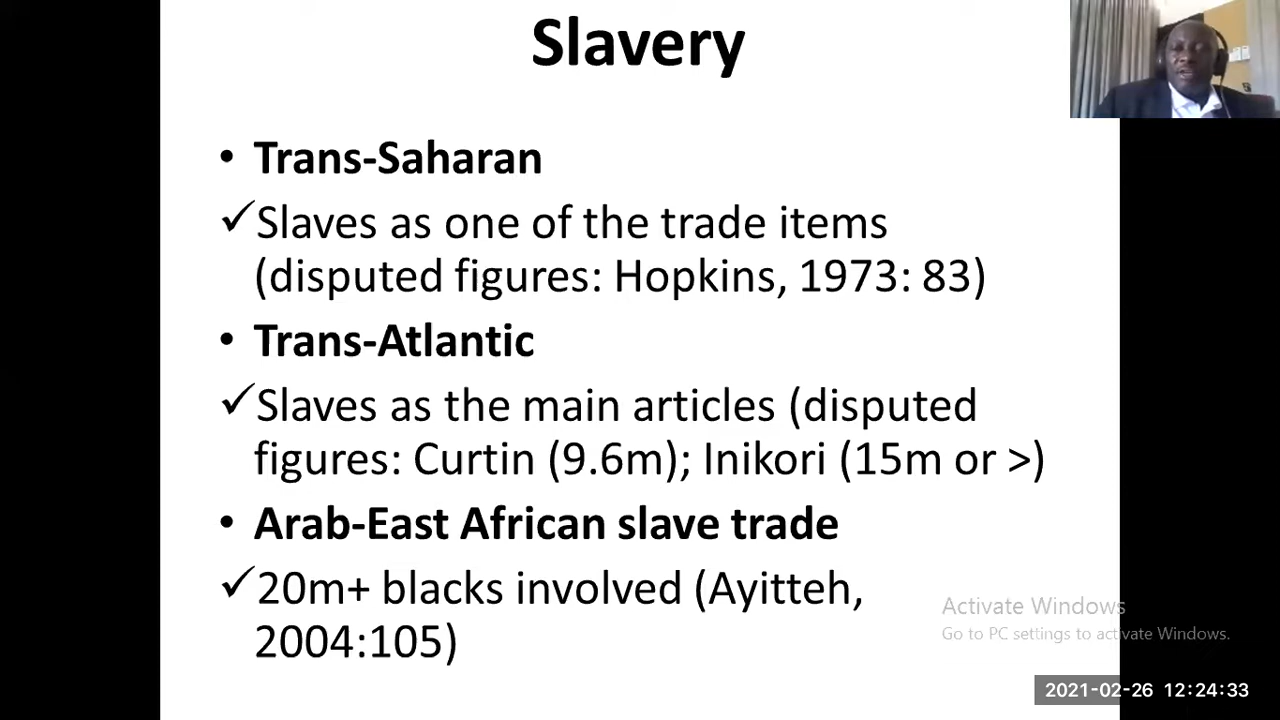 Slavery
• Trans-Saharan
✓Slaves as one of the trade items
(disputed figures: Hopkins, 1973: 83)
• Trans-Atlantic
✓Slaves as the main articles (disputed
figures: Curtin (9.6m); Inikori (15m or >)
• Arab-East African slave trade
✓20m+ blacks involved (Ayitteh,
2004:105)
Activate Windows
Go to PC settings to activate Windows.
2021-02-26 12:24:33